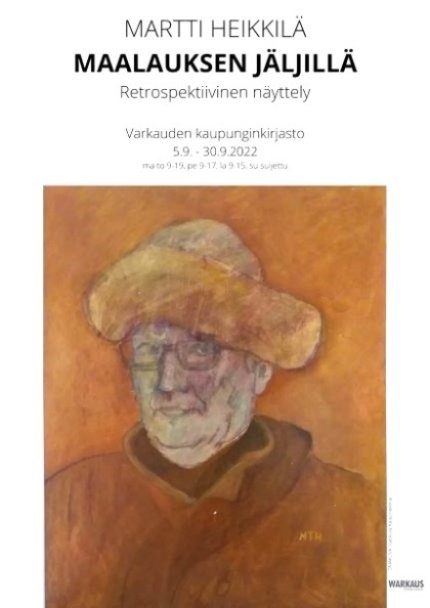 MARTTI HEIKKILÄ
MAALAUKSEN JÄLJILLÄ
Retrospektiivinen näyttely
Varkauden kaupunginkirjasto
5.9. - 30.9.2022
ma-to 9-19, pe 9-17, la 9-15, su suljettu
MTH
WARKAUS